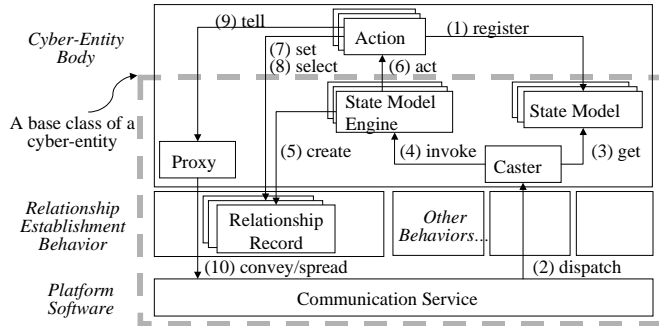 (9) tell
Cyber-Entity
Body
Action
(1) register
(7) set
(8) select
(6) act
A base class of a
cyber-entity
State Model
Engine
State Model
Proxy
(5) create
(4) invoke
Caster
(3) get
Relationship
Establishment
Behavior
Relationship
Record
Other
Behaviors...
(10) convey/spread
(2) dispatch
Platform
Software
Communication Service